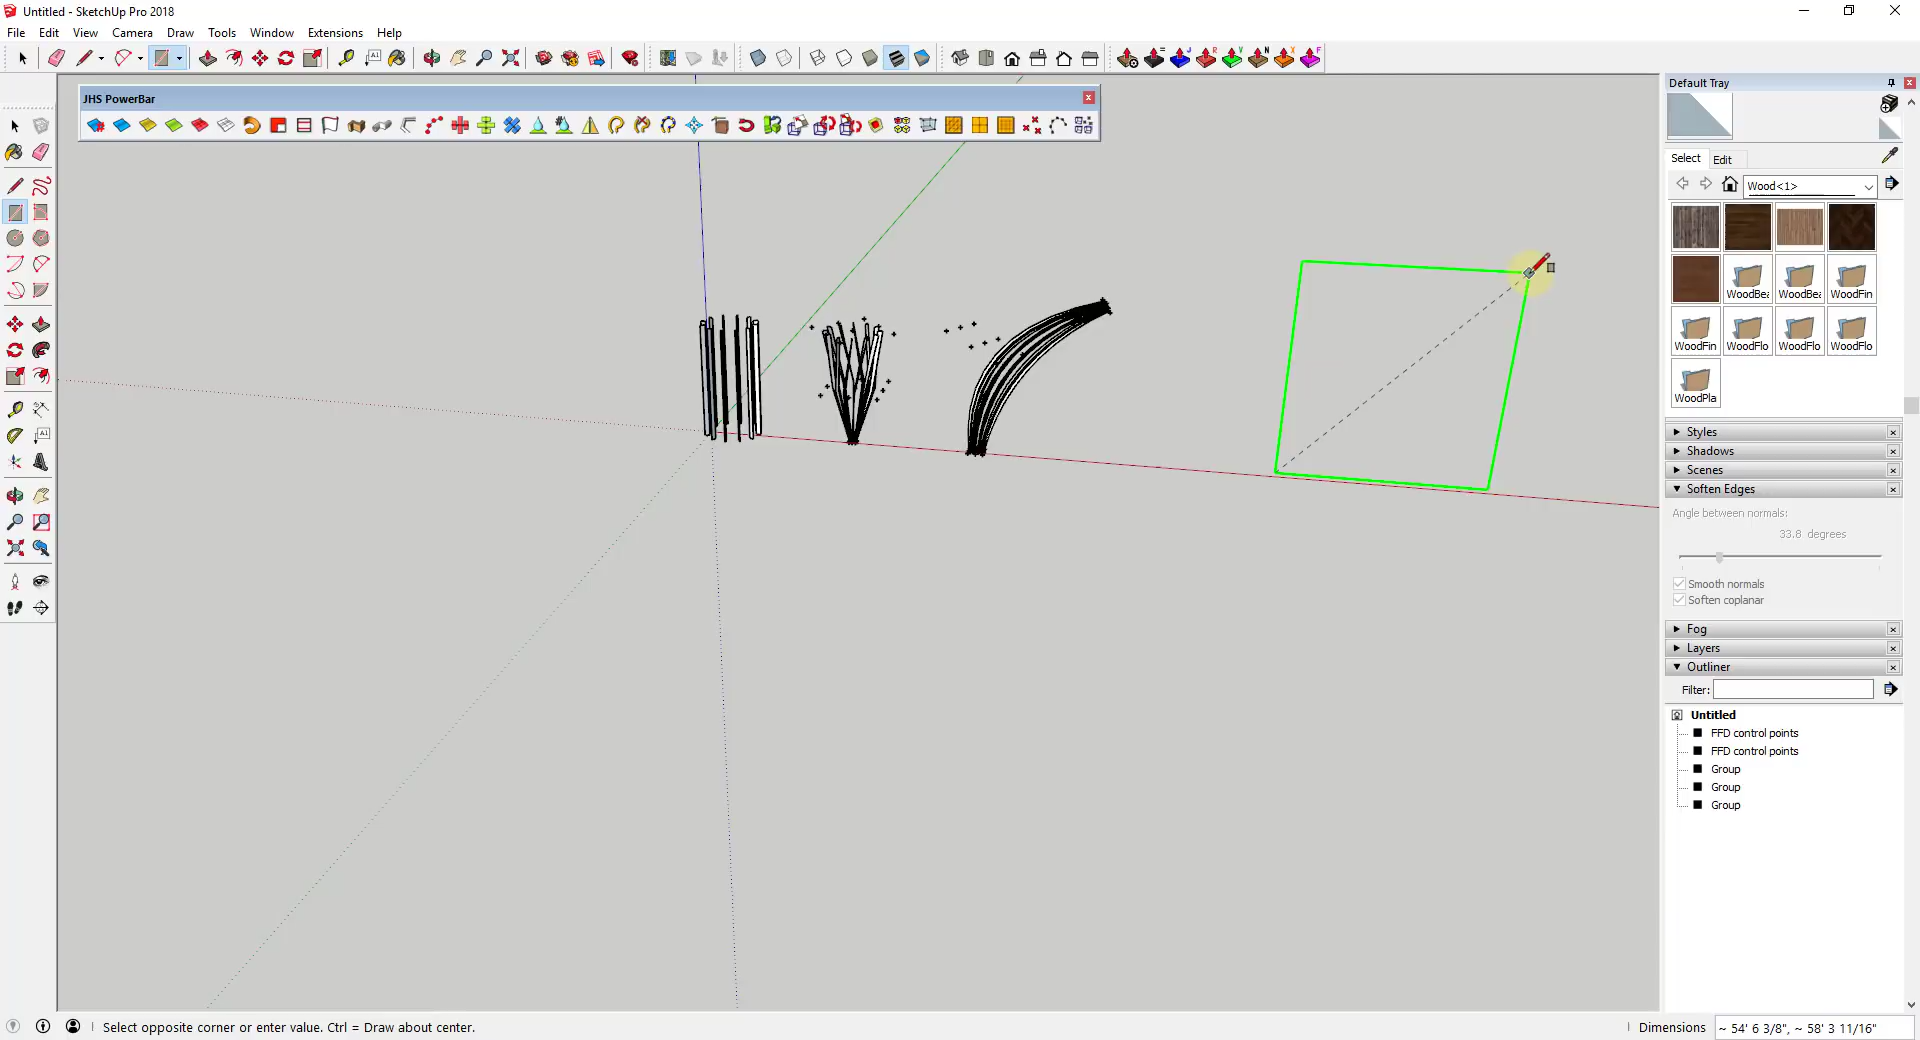 Untitled - SketchUp Pro 2018
File Edit View Camera Draw Tools Window Extensions Help
JHS PowerBar
Default Tray
Select Edit
Wood<1>
WoodBea WoodBea WoodFin
WoodFin WoodFlo WoodFlo WoodFlo
WoodPla
Styles
Shadows
Scenes
Soften Edges
Angle between normals:
33.8 degrees
Smooth normals
Soften coplanar
Fog
Layers
Outliner
Filter:
Untitled
FFD control points
FFD control points
Group
Group
Group
Select opposite corner or enter value. Ctrl = Draw about center.
Dimensions ~ 54' 6 3/8", ~ 58' 3 11/16"